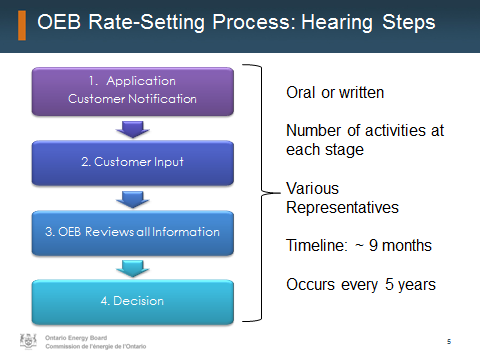 OEB Rate-Setting Process: Hearing Steps
1. Application
Customer Notification
2. Customer Input
3. OEB Reviews all Information
4. Decision
Oral or written
Number of activities at
each stage
Various
Representatives
Timeline: ~ 9 months
Occurs every 5 years
Ontario Energy Board
Commission de l'énergie de l'Ontario
5